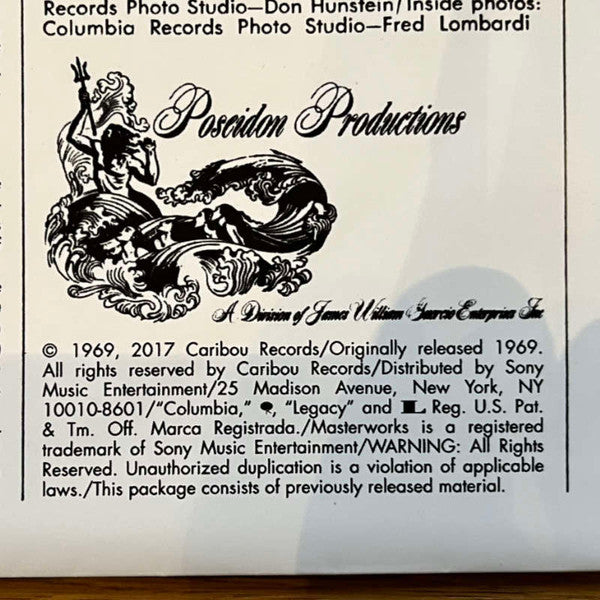 Records Photo Studio—Don Hunstein/Inside photos:
Columbia Records Photo Studio—Fred Lombardi
Poseidon Productions
A Division of James William Guercio Enterprises Inc
© 1969, 2017 Caribou Records/Originally released 1969.
All rights reserved by Caribou Records/Distributed by Sony
Music Entertainment/25 Madison Avenue, New York, NY
10010-8601/"Columbia," , "Legacy" and L Reg. U.S. Pat.
& Tm. Off. Marca Registrada./Masterworks is a registered
trademark of Sony Music Entertainment/WARNING: All Rights
Reserved. Unauthorized duplication is a violation of applicable
laws./This package consists of previously released material.